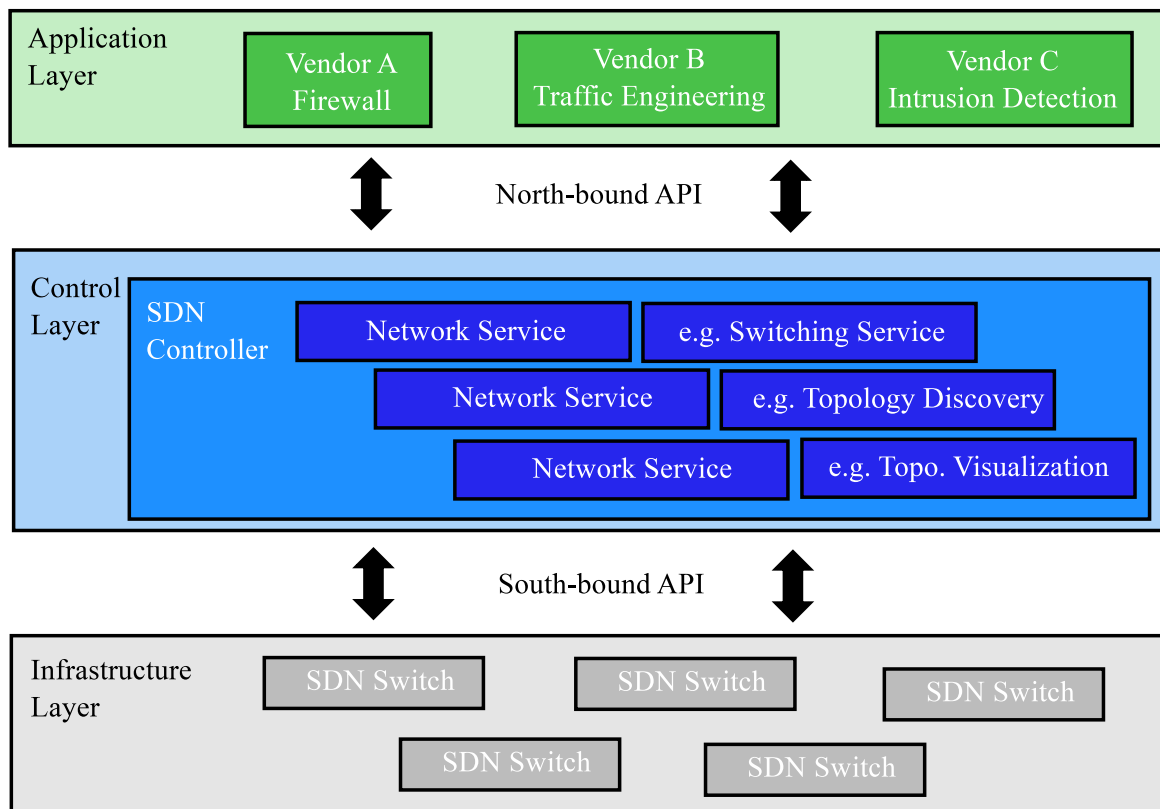 Application
Layer
Vendor A
Firewall
Vendor B
Traffic Engineering
Vendor C
Intrusion Detection
North-bound API
Control
Layer
SDN
Controller
Network Service
e.g. Switching Service
Network Service
e.g. Topology Discovery
Network Service
e.g. Topo. Visualization
South-bound API
Infrastructure
Layer
SDN Switch
SDN Switch
SDN Switch
SDN Switch
SDN Switch